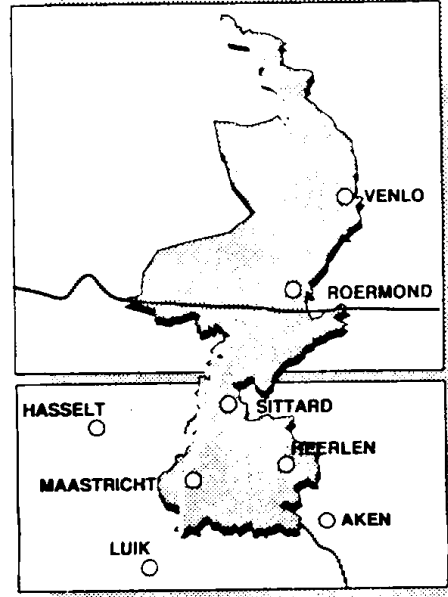 VENLO
ROERMOND
HASSELT
SITTARD
HEERLEN
MAASTRICHT
AKEN
LUIK